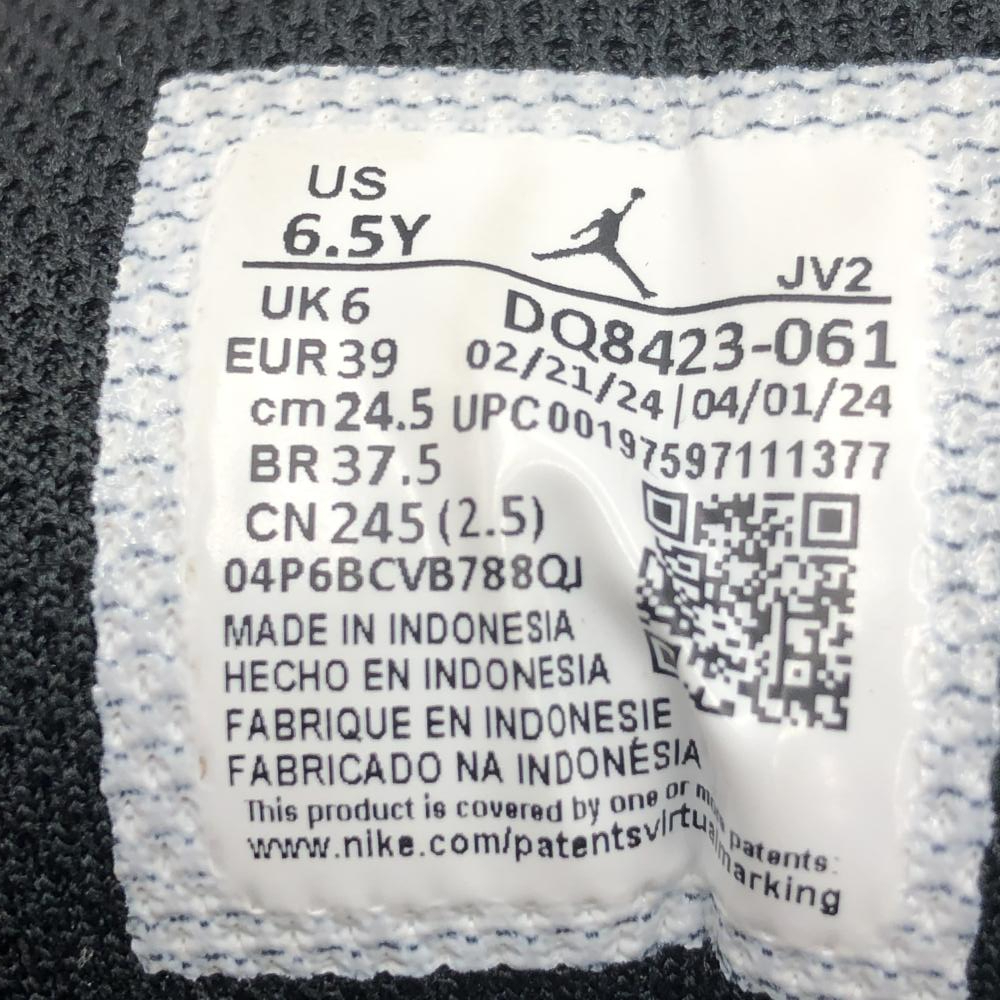 US
6.5Y
JV2
UK 6
DQ8423-061
EUR 39
02/21/24 | 04/01/24
cm 24.5
UPC 00197597111377
BR 37.5
CN 245 (2.5)
04P6BCVB788QJ
MADE IN INDONESIA
HECHO EN INDONESIA
FABRIQUE EN INDONESIE
FABRICADO NA INDONÉSIA
This product is covered by one or more patents:
www.nike.com/patentsvirtualmarking